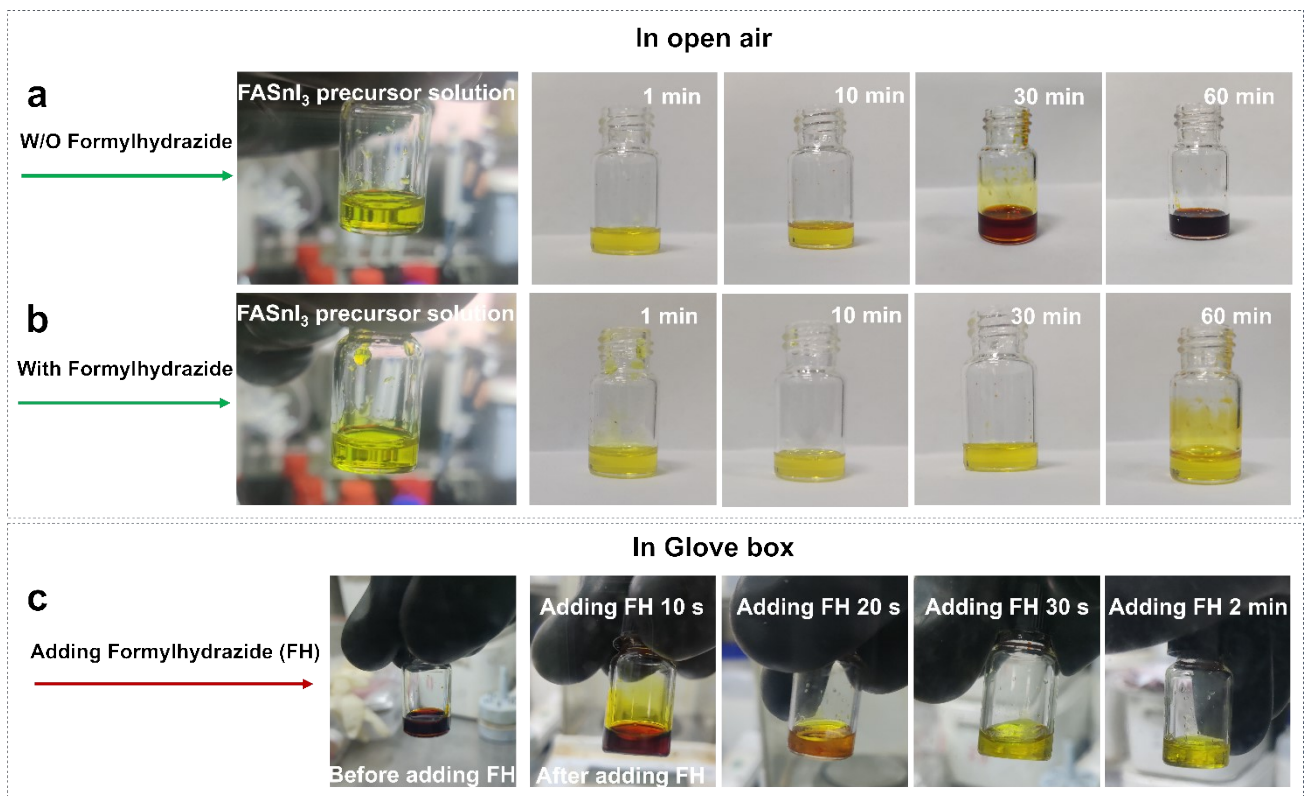 In open air
a
W/O Formylhydrazide
FASnI₃ precursor solution
1 min
10 min
30 min
60 min
b
With Formylhydrazide
FASnI₃ precursor solution
1 min
10 min
30 min
60 min
In Glove box
c
Adding Formylhydrazide (FH)
Before adding FH
Adding FH 10 s
After adding FH
Adding FH 20 s
Adding FH 30 s
Adding FH 2 min